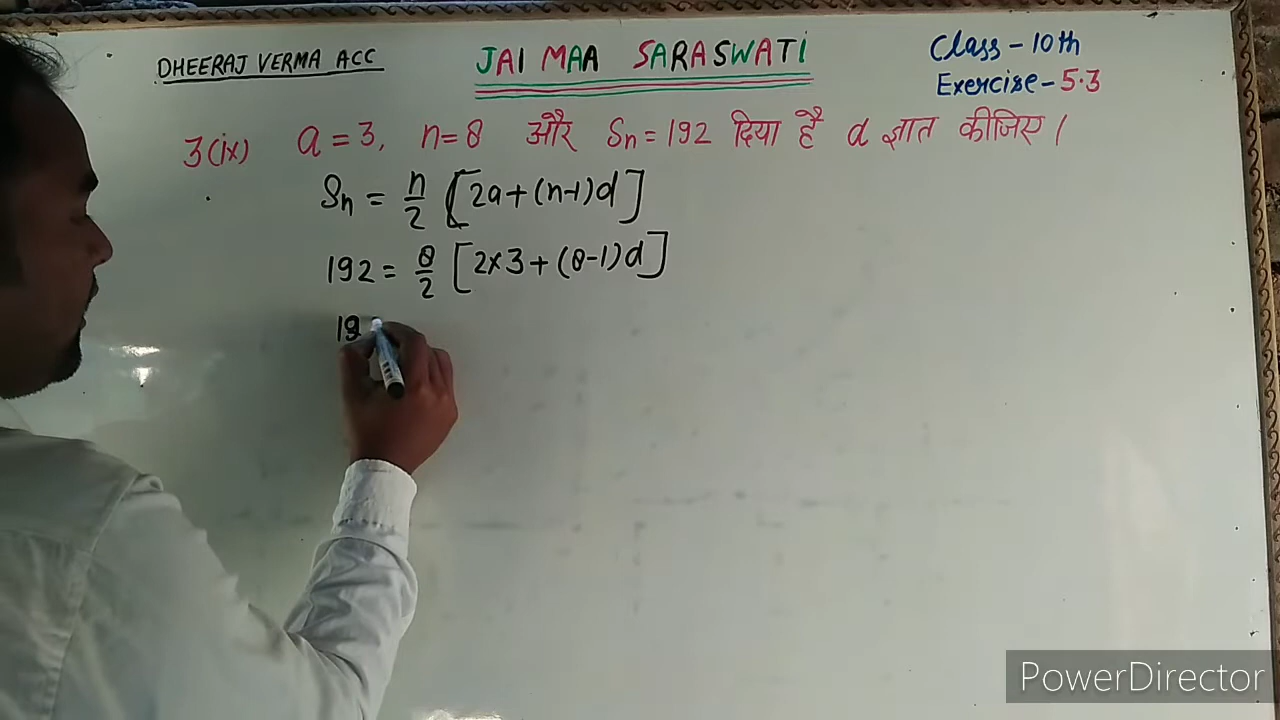 DHEERAJ VERMA ACC
JAI MAA SARASWATI
Class - 10th
Exercise - 5.3
3(ix) a = 3, n = 8 और Sn = 192 दिया है d ज्ञात कीजिए।
Sn = n/2 [2a + (n-1)d]
192 = 8/2 [2×3 + (8-1)d]
19
PowerDirector